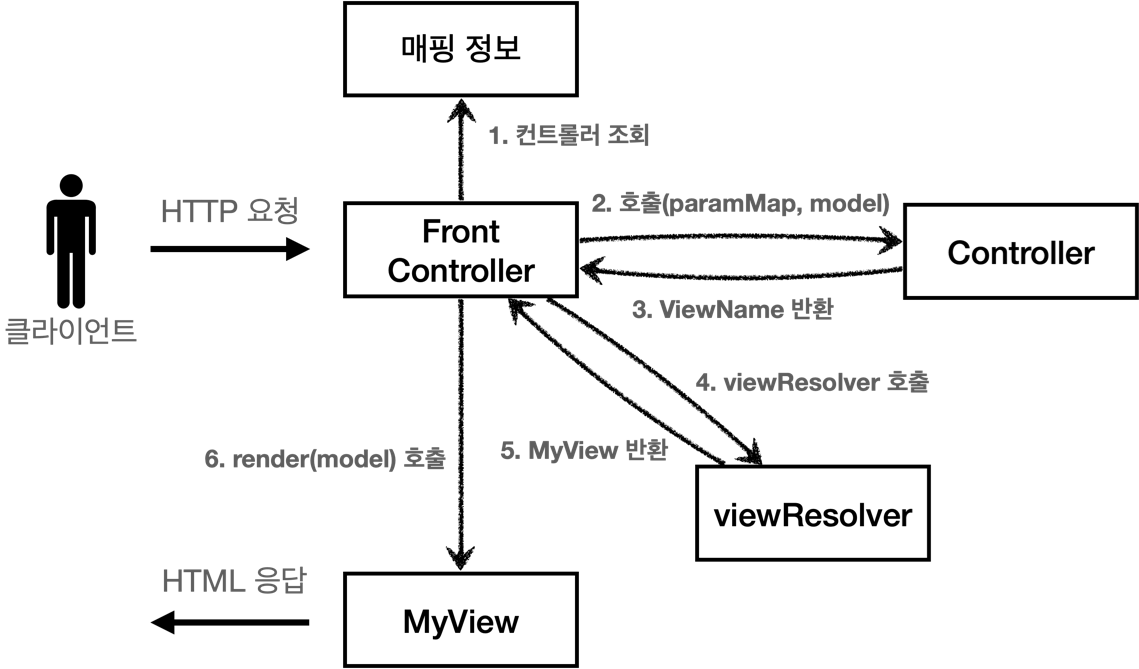 매핑 정보
1. 컨트롤러 조회
HTTP 요청
클라이언트
Front
Controller
2. 호출(paramMap, model)
Controller
3. ViewName 반환
4. viewResolver 호출
5. MyView 반환
6. render(model) 호출
viewResolver
HTML 응답
MyView